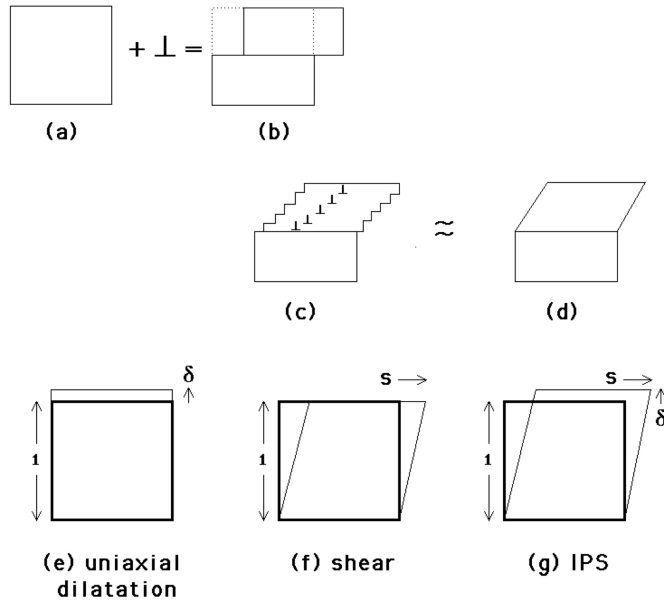 + ⊥ =
(a)
(b)
⊥
⊥
⊥
⊥
⊥
≈
(c)
(d)
δ
1
S
1
S
δ
1
(e) uniaxial
dilatation
(f) shear
(g) IPS